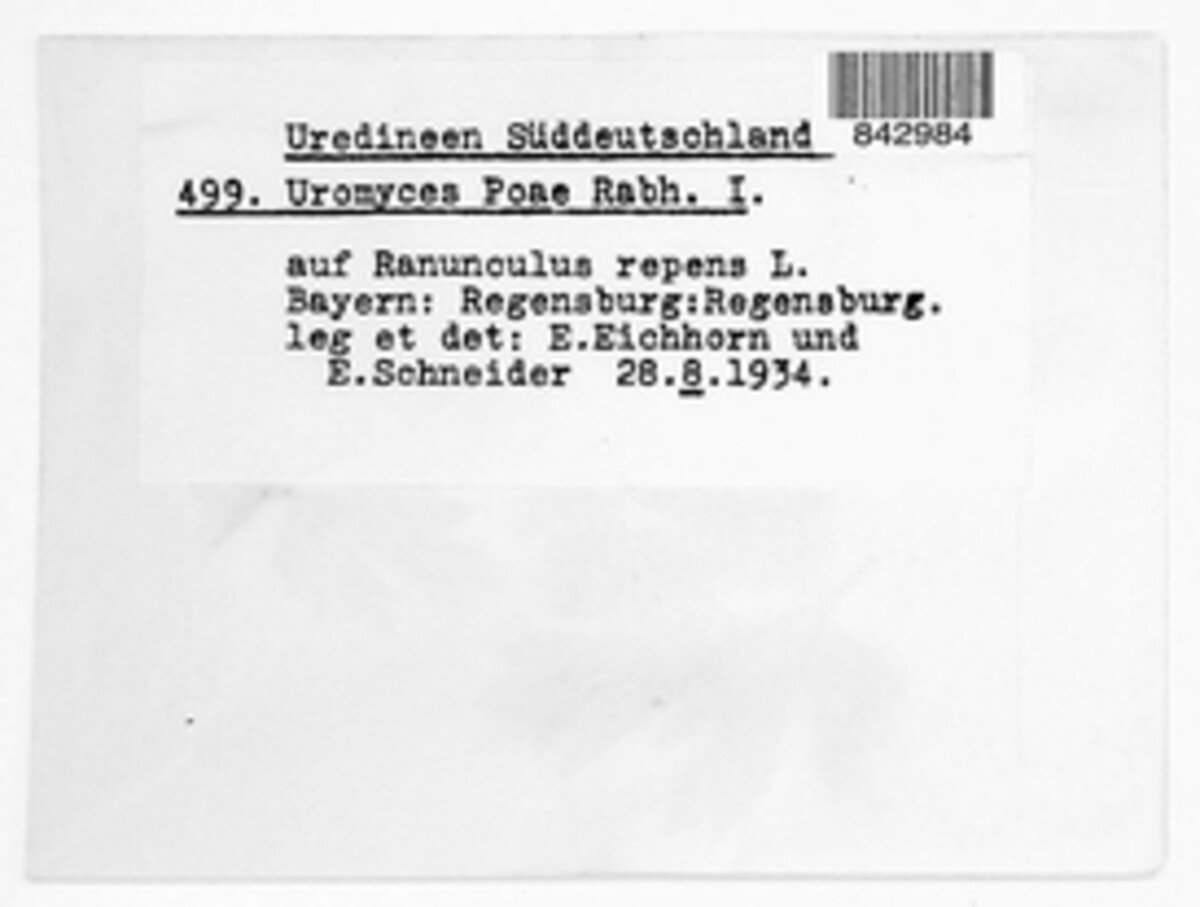 Uredineen Süddeutschland
842984
499. Uromyces Poae Rabh. I.
auf Ranunculus repens L.
Bayern: Regensburg:Regensburg.
leg et det: E.Eichhorn und
E.Schneider 28.8.1934.